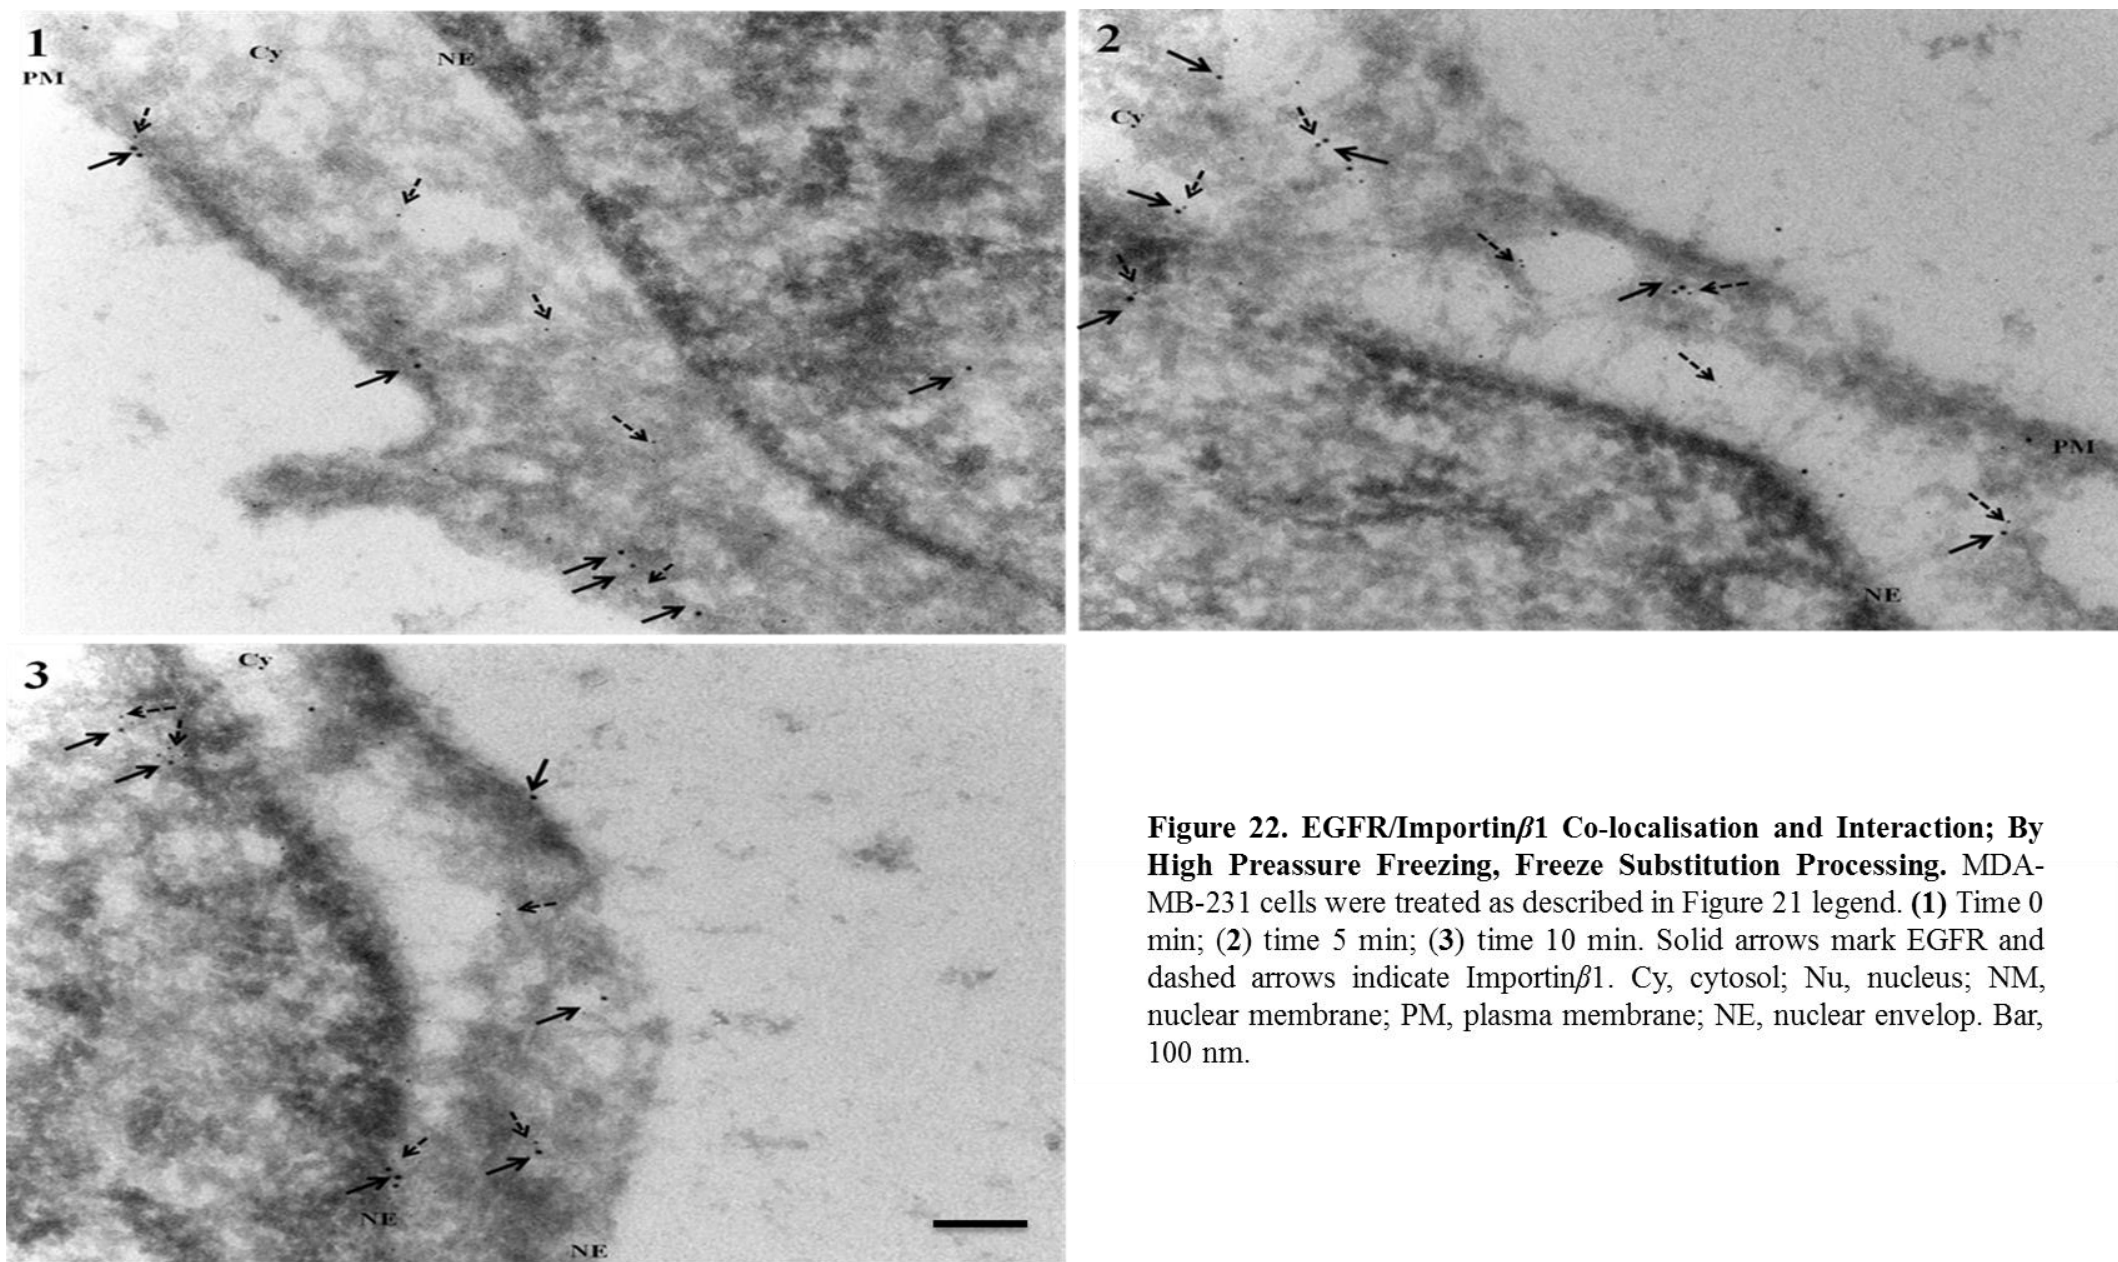 1
Cy
NE
PM
2
Cy
PM
NE
3
Cy
NE
NE
Figure 22. EGFR/Importinβ1 Co-localisation and Interaction; By
High Preassure Freezing, Freeze Substitution Processing. MDA-
MB-231 cells were treated as described in Figure 21 legend. (1) Time 0
min; (2) time 5 min; (3) time 10 min. Solid arrows mark EGFR and
dashed arrows indicate Importinβ1. Cy, cytosol; Nu, nucleus; NM,
nuclear membrane; PM, plasma membrane; NE, nuclear envelop. Bar,
100 nm.